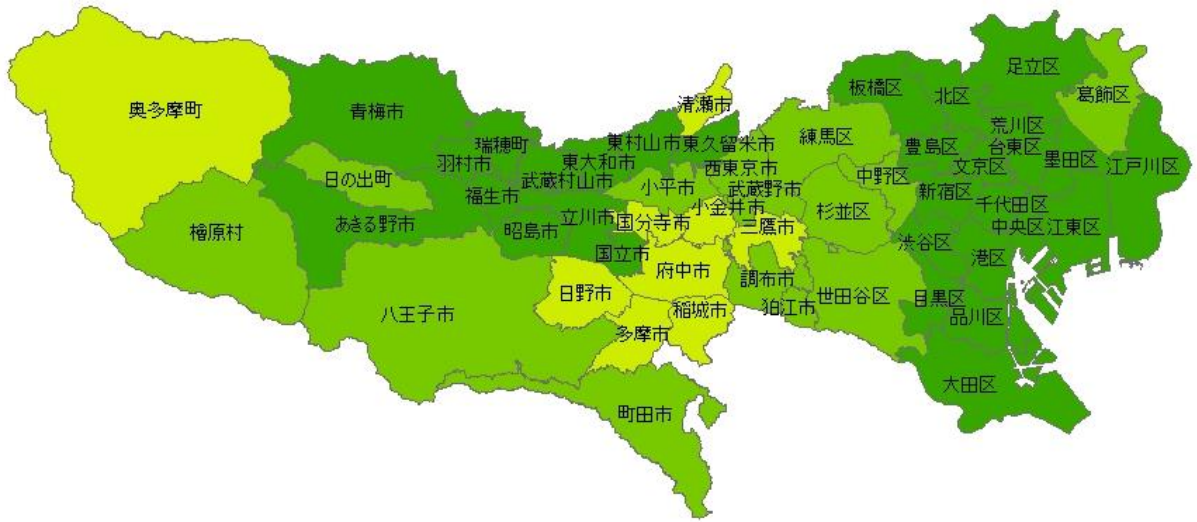 足立区
板橋区
北区
葛飾区
奥多摩町
清瀬市
青梅市
荒川区
練馬区
瑞穂町
東村山市
東久留米市
豊島区
台東区
羽村市
東大和市
文京区
墨田区
江戸川区
西東京市
中野区
日の出町
武蔵村山市
小平市
武蔵野市
新宿区
福生市
千代田区
小金井市
杉並区
立川市
国分寺市
あきる野市
三鷹市
中央区
江東区
檜原村
昭島市
渋谷区
国立市
港区
府中市
調布市
日野市
世田谷区
目黒区
狛江市
稲城市
八王子市
品川区
多摩市
大田区
町田市